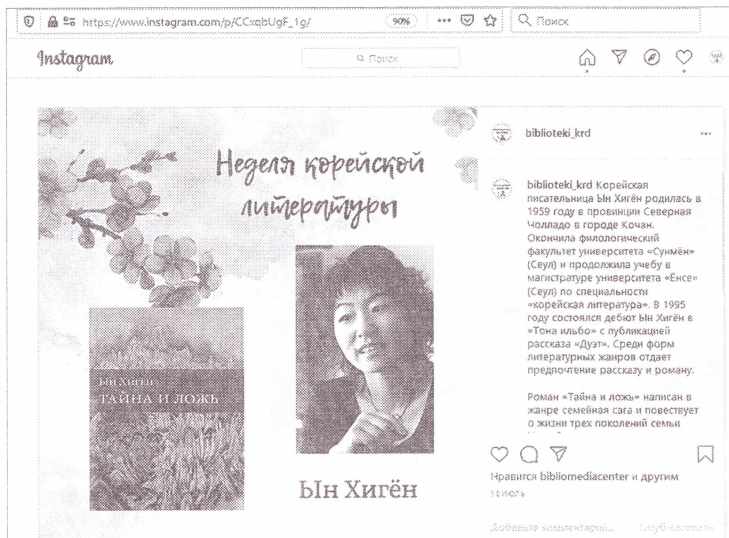 https://www.instagram.com/p/CCxqbUgF_1g/
90%
Поиск
Instagram
Поиск
Неделя корейской
литературы
Ын Хигён
ТАЙНА И ЛОЖЬ
Ын Хигён
biblioteki_krd
biblioteki_krd Корейская
писательница Ын Хигён родилась в
1959 году в провинции Северная
Чолладо в городе Кочан.
Окончила филологический
факультет университета «Сунмён»
(Сеул) и продолжила учебу в
магистратуре университета «Ёнсе»
(Сеул) по специальности
«корейская литература». В 1995
году состоялся дебют Ын Хигён в
«Тона ильбо» с публикацией
рассказа «Дуэт». Среди форм
литературных жанров отдает
предпочтение рассказу и роману.
Роман «Тайна и ложь» написан в
жанре семейная сага и повествует
о жизни трех поколений семьи
Нравится bibliomediacenter и другим
Добавьте комментарий...
Опубликовать